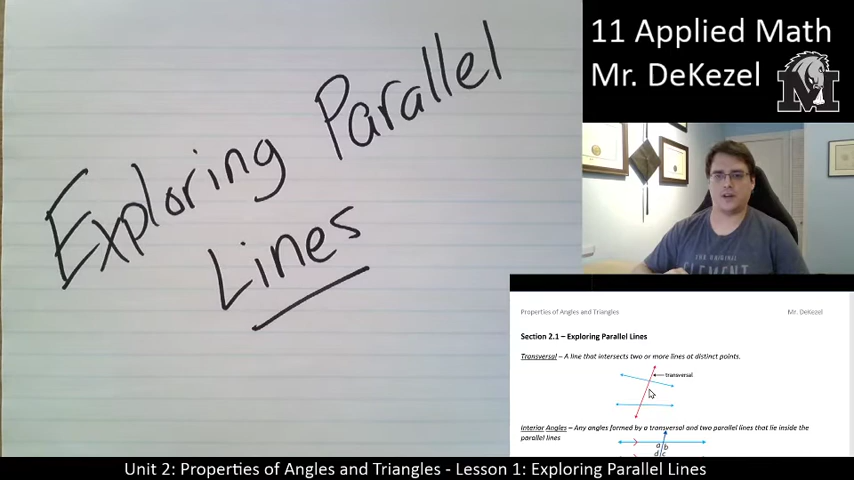 Exploring Parallel
Lines
11 Applied Math
Mr. DeKezel
M
THE ORIGINAL
ELEMENT
Properties of Angles and Triangles
Mr. DeKezel
Section 2.1 – Exploring Parallel Lines
Transversal – A line that intersects two or more lines at distinct points.
transversal
Interior Angles – Any angles formed by a transversal and two parallel lines that lie inside the
parallel lines
a b
d c
Unit 2: Properties of Angles and Triangles - Lesson 1: Exploring Parallel Lines